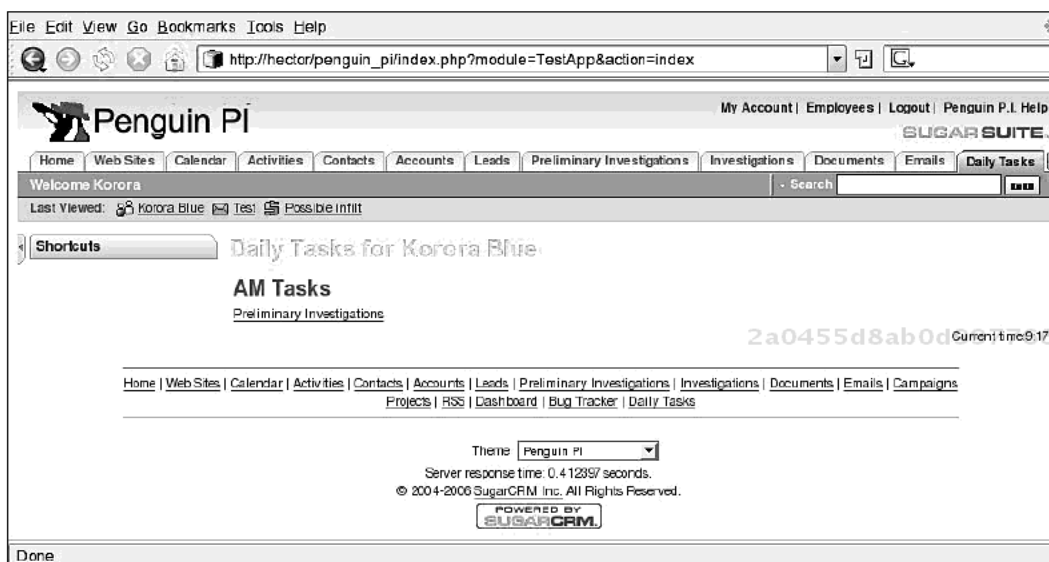 File Edit View Go Bookmarks Tools Help
http://hector/penguin_pi/index.php?module=TestApp&action=index
G
Penguin PI
My Account | Employees | Logout | Penguin P.I. Help
SUGAR SUITE
Home Web Sites Calendar Activities Contacts Accounts Leads Preliminary Investigations Investigations Documents Emails Daily Tasks
Welcome Korora
- Search
Last Viewed: Korora Blue Test Possible Infilt
Shortcuts
Daily Tasks for Korora Blue
AM Tasks
Preliminary Investigations
Current time:9:17
Home | Web Sites | Calendar | Activities | Contacts | Accounts | Leads | Preliminary Investigations | Investigations | Documents | Emails | Campaigns
Projects | RSS | Dashboard | Bug Tracker | Daily Tasks
Theme Penguin PI
Server response time: 0.412397 seconds.
© 2004-2006 SugarCRM Inc. All Rights Reserved.
POWERED BY
SUGARCRM.
Done